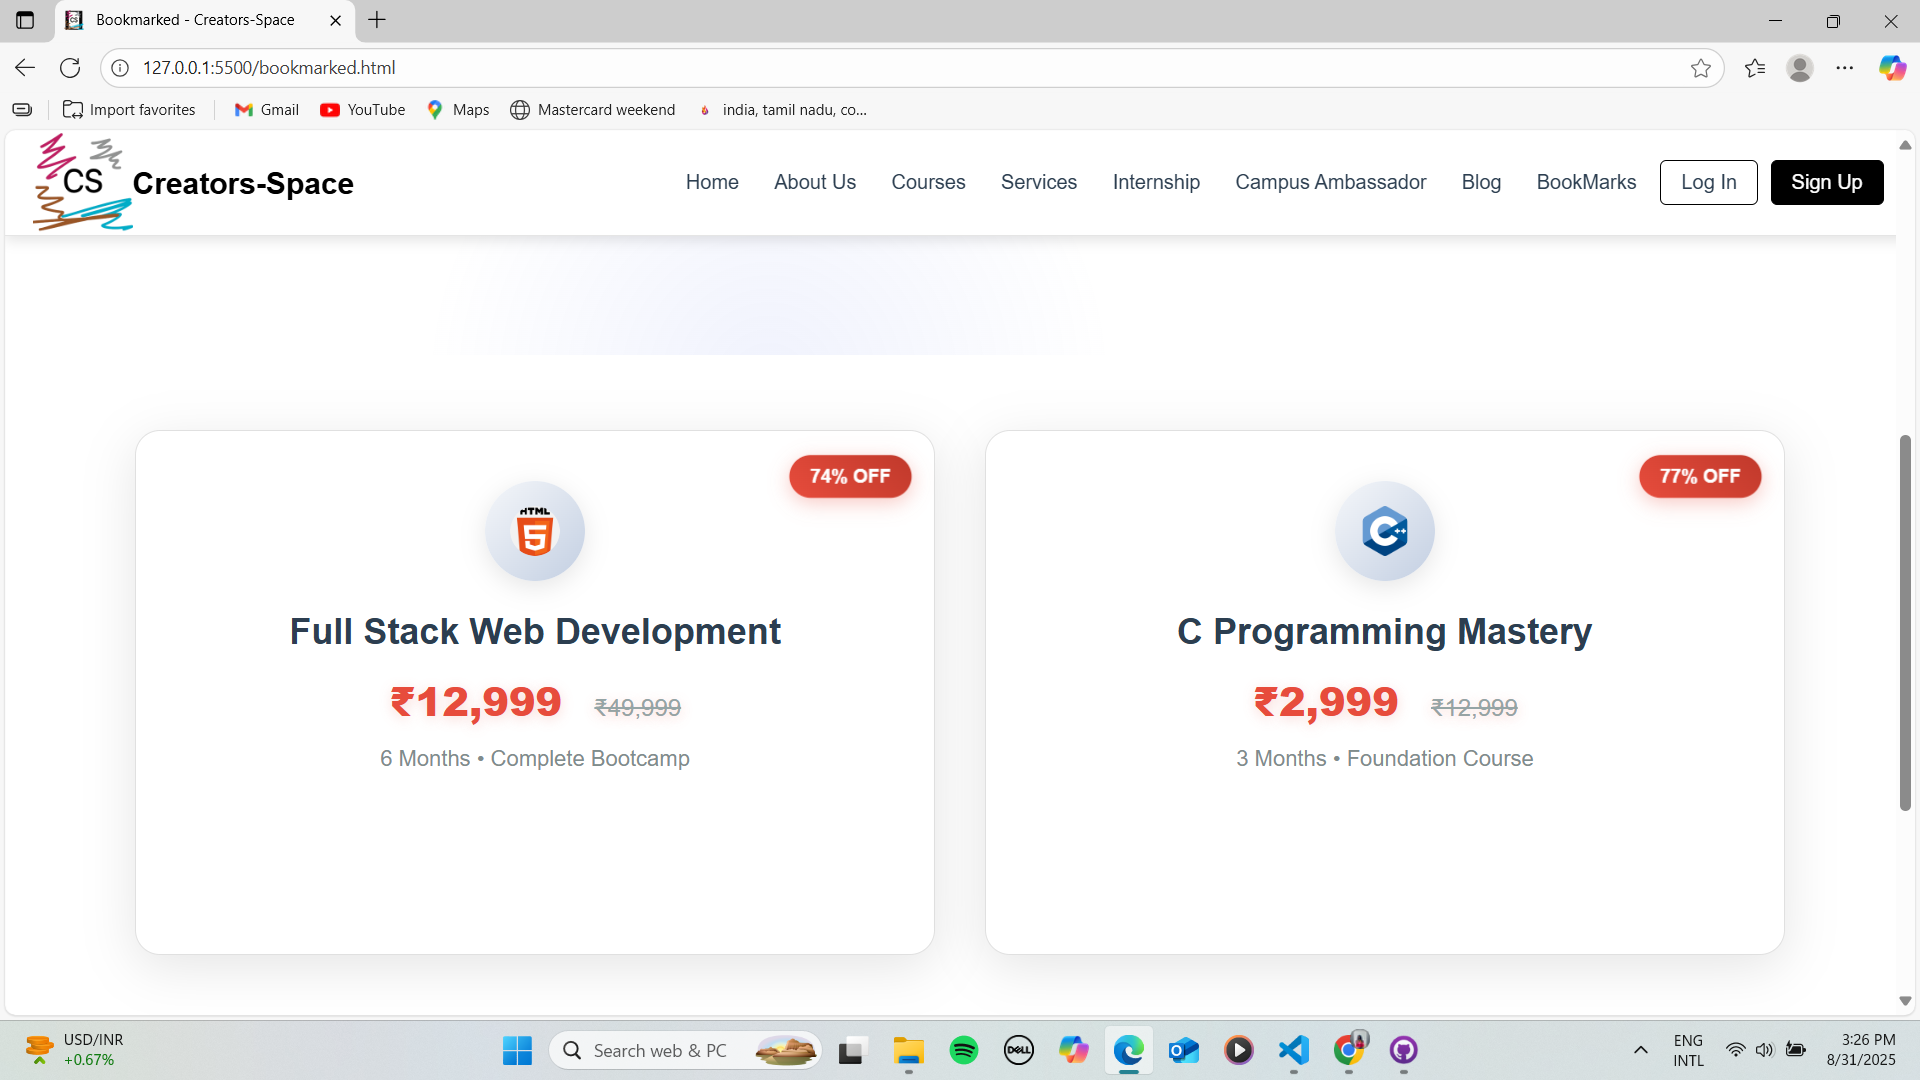 Bookmarked - Creators-Space
127.0.0.1:5500/bookmarked.html
Import favorites
Gmail
YouTube
Maps
Mastercard weekend
india, tamil nadu, co...
CS
Creators-Space
Home
About Us
Courses
Services
Internship
Campus Ambassador
Blog
BookMarks
Log In
Sign Up
74% OFF
HTML
5
Full Stack Web Development
₹12,999 ₹49,999
6 Months • Complete Bootcamp
77% OFF
C++
C Programming Mastery
₹2,999 ₹12,999
3 Months • Foundation Course
USD/INR
+0.67%
Search web & PC
DELL
ENG
INTL
3:26 PM
8/31/2025